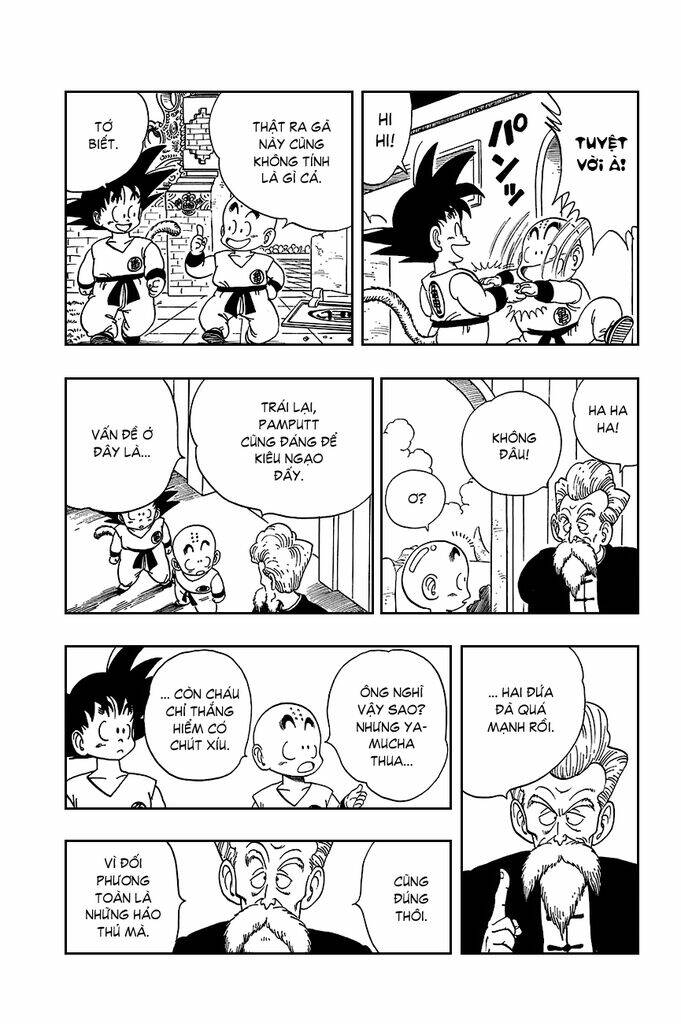 HI
HI!
パンッ
TUYỆT
VỜI À!
THẬT RA GÃ
NÀY CŨNG
KHÔNG TÍNH
LÀ GÌ CẢ.
TỚ
BIẾT.
HA HA
HA!
KHÔNG
ĐÂU!
Ơ?
TRÁI LẠI,
PAMPUTT
CŨNG ĐÁNG ĐỂ
KIÊU NGẠO
ĐẤY.
VẤN ĐỀ Ở
ĐÂY LÀ...
... HAI ĐỨA
ĐÃ QUÁ
MẠNH RỒI.
ÔNG NGHĨ
VẬY SAO?
NHƯNG YA-
MUCHA
THUA...
... CÒN CHÁU
CHỈ THẮNG
HIỂM CÓ
CHÚT XÍU.
CŨNG
ĐÚNG
THÔI.
VÌ ĐỐI
PHƯƠNG
TOÀN LÀ
NHỮNG HẢO
THỦ MÀ.